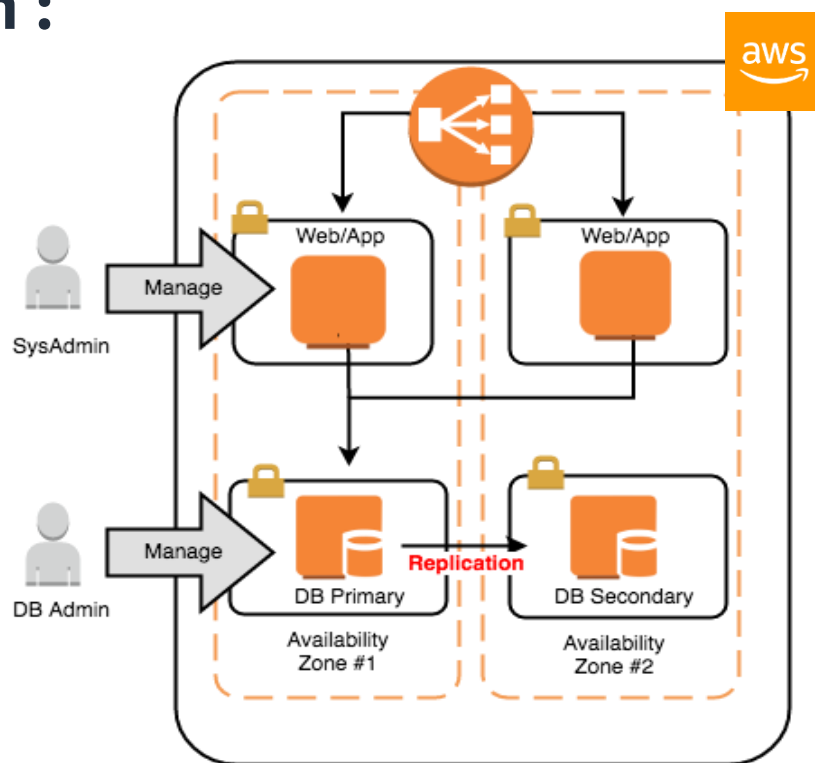 n :
aws
Web/App
Web/App
Manage
SysAdmin
DB Primary
Replication
DB Secondary
Manage
DB Admin
Availability
Zone #1
Availability
Zone #2